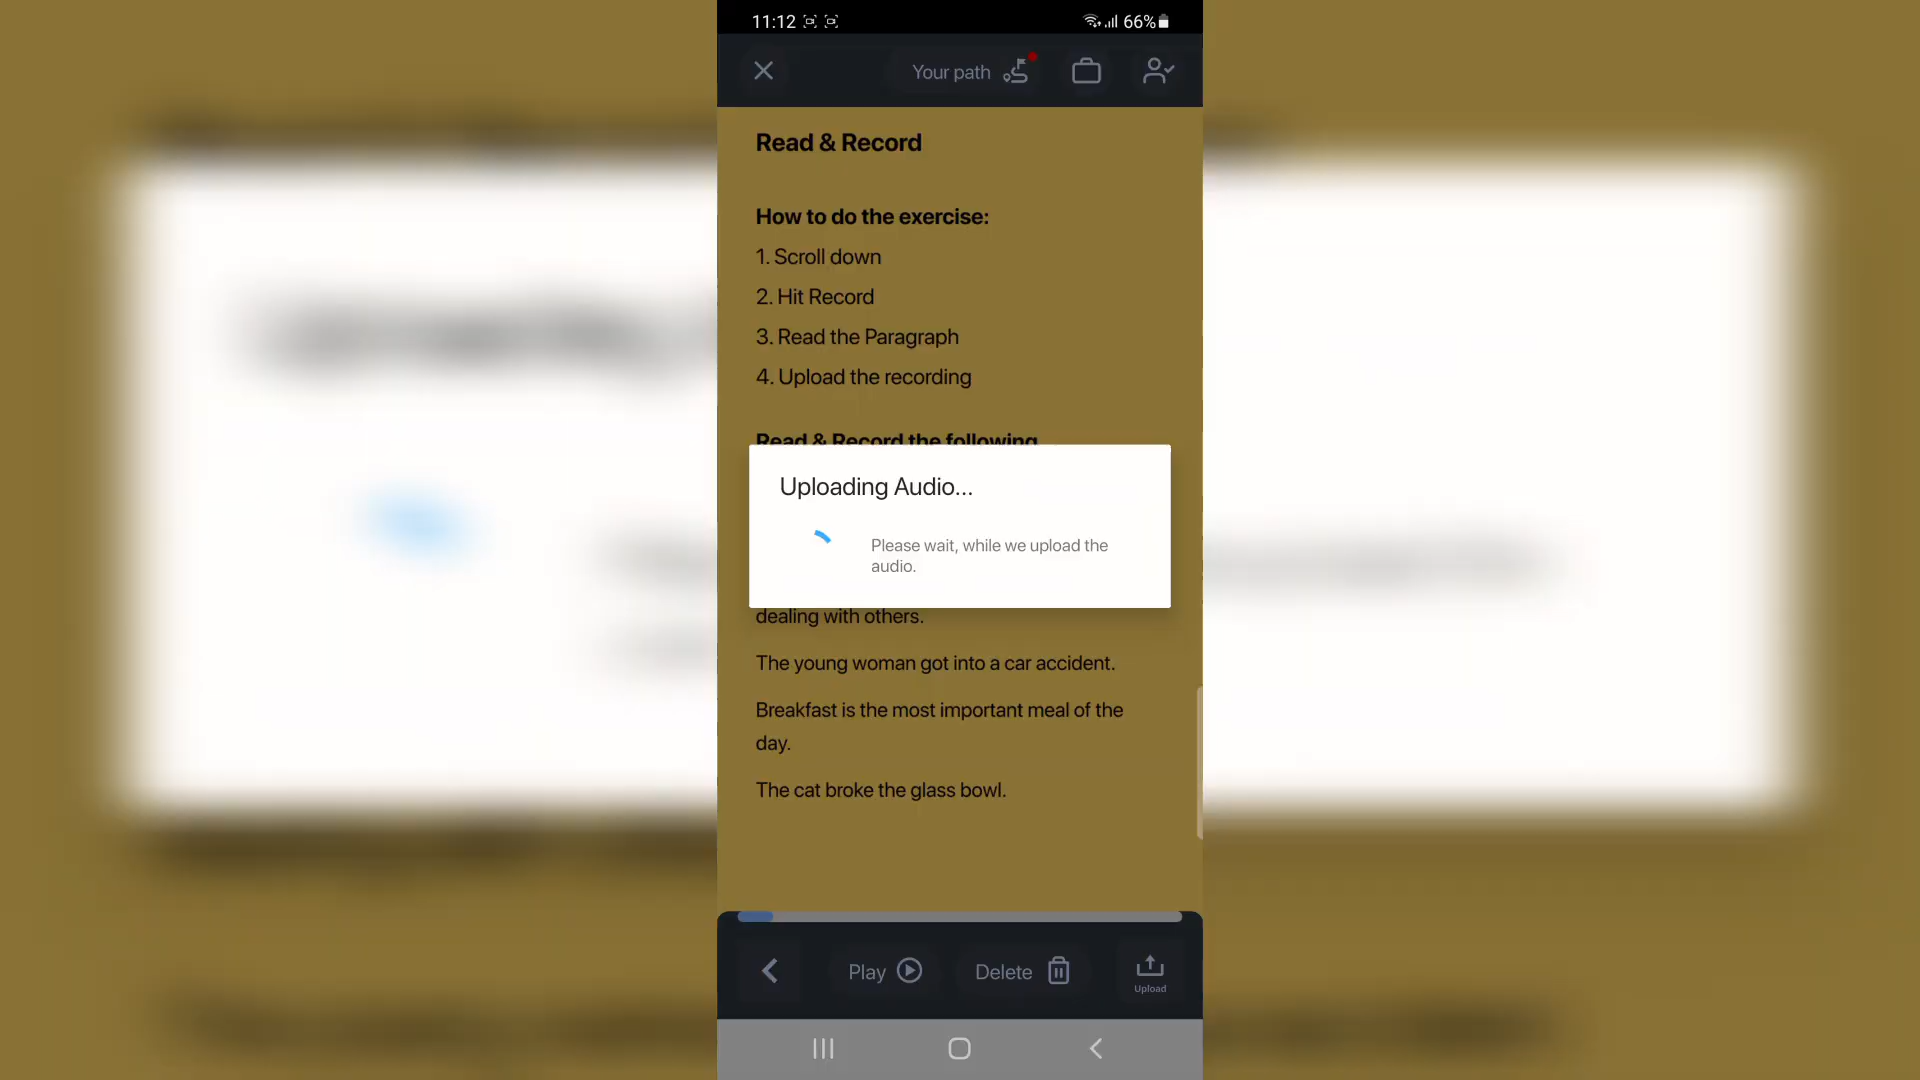 11:12
66%
Your path
Read & Record
How to do the exercise:
1. Scroll down
2. Hit Record
3. Read the Paragraph
4. Upload the recording
Read & Record the following
Uploading Audio...
Please wait, while we upload the
audio.
dealing with others.
The young woman got into a car accident.
Breakfast is the most important meal of the
day.
The cat broke the glass bowl.
Play
Delete
Upload